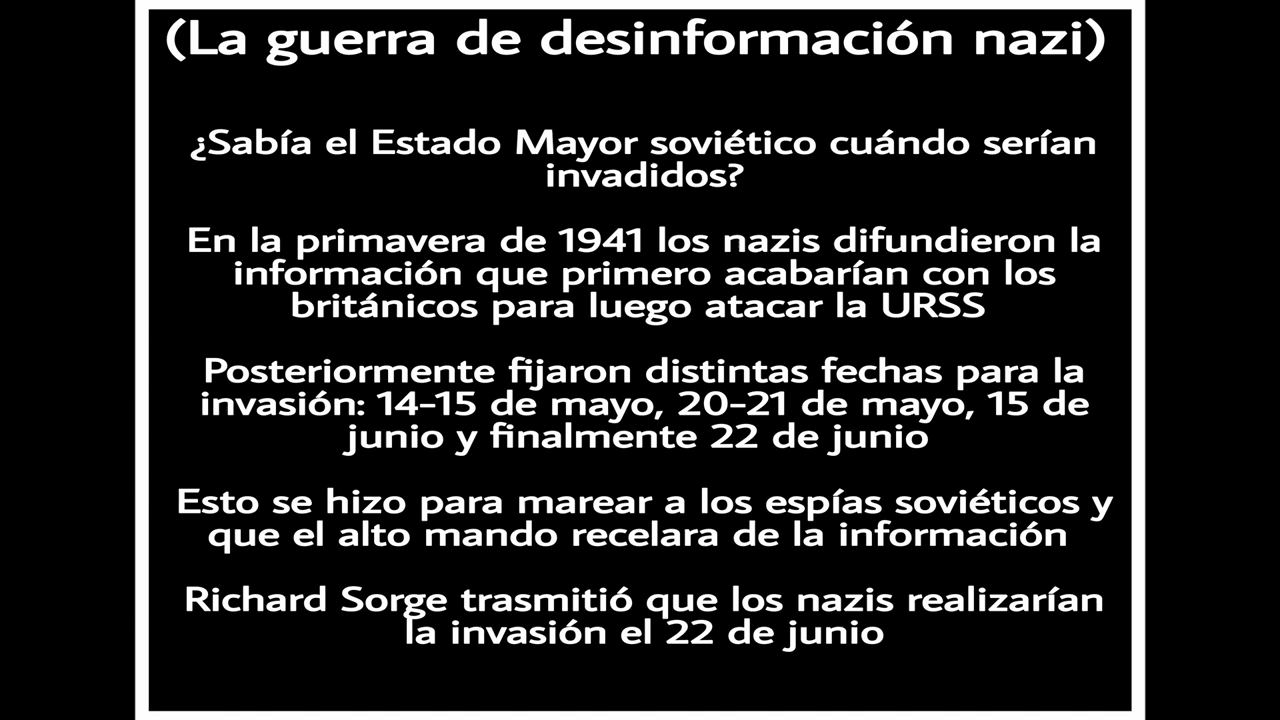 (La guerra de desinformación nazi)
¿Sabía el Estado Mayor soviético cuándo serían
invadidos?
En la primavera de 1941 los nazis difundieron la
información que primero acabarían con los
británicos para luego atacar la URSS
Posteriormente fijaron distintas fechas para la
invasión: 14-15 de mayo, 20-21 de mayo, 15 de
junio y finalmente 22 de junio
Esto se hizo para marear a los espías soviéticos y
que el alto mando recelara de la información
Richard Sorge trasmitió que los nazis realizarían
la invasión el 22 de junio